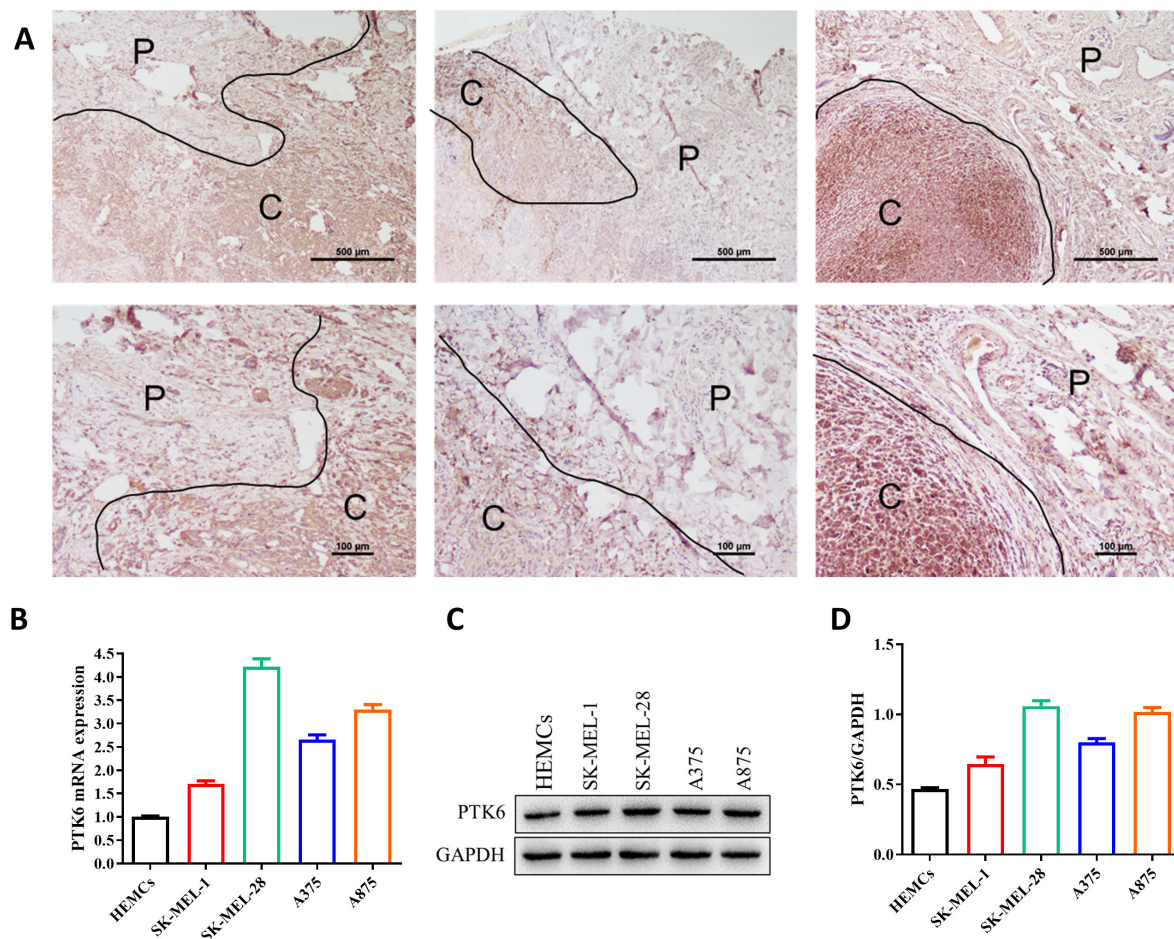 A
P
C
500 µm
C
P
500 µm
P
C
500 µm
P
C
100 µm
P
C
100 µm
P
C
100 µm
B
PTK6 mRNA expression
4.5
4.0
3.5
3.0
2.5
2.0
1.5
1.0
0.5
0.0
HEMCs
SK-MEL-1
SK-MEL-28
A375
A875
C
HEMCs
SK-MEL-1
SK-MEL-28
A375
A875
PTK6
GAPDH
D
PTK6/GAPDH
1.5
1.0
0.5
0.0
HEMCs
SK-MEL-1
SK-MEL-28
A375
A875